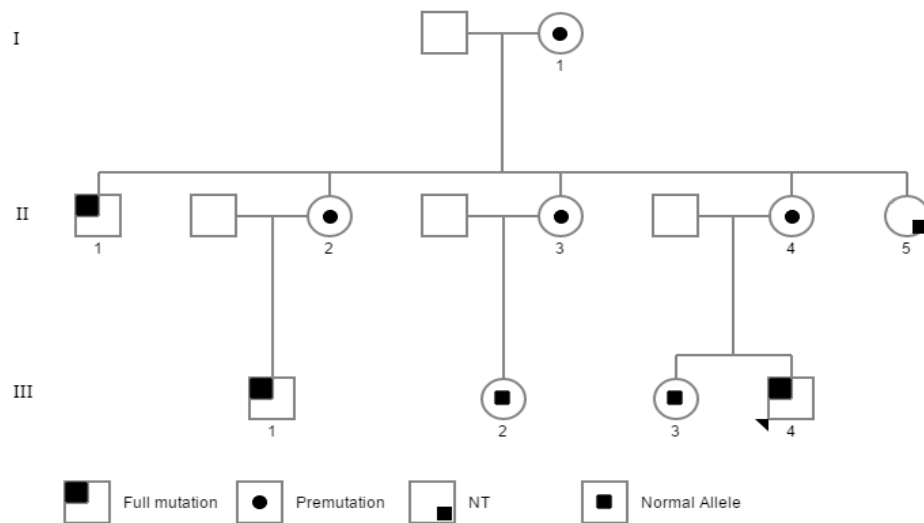 I
1
II
1 2 3 4 5
III
1 2 3 4
Full mutation Premutation NT Normal Allele